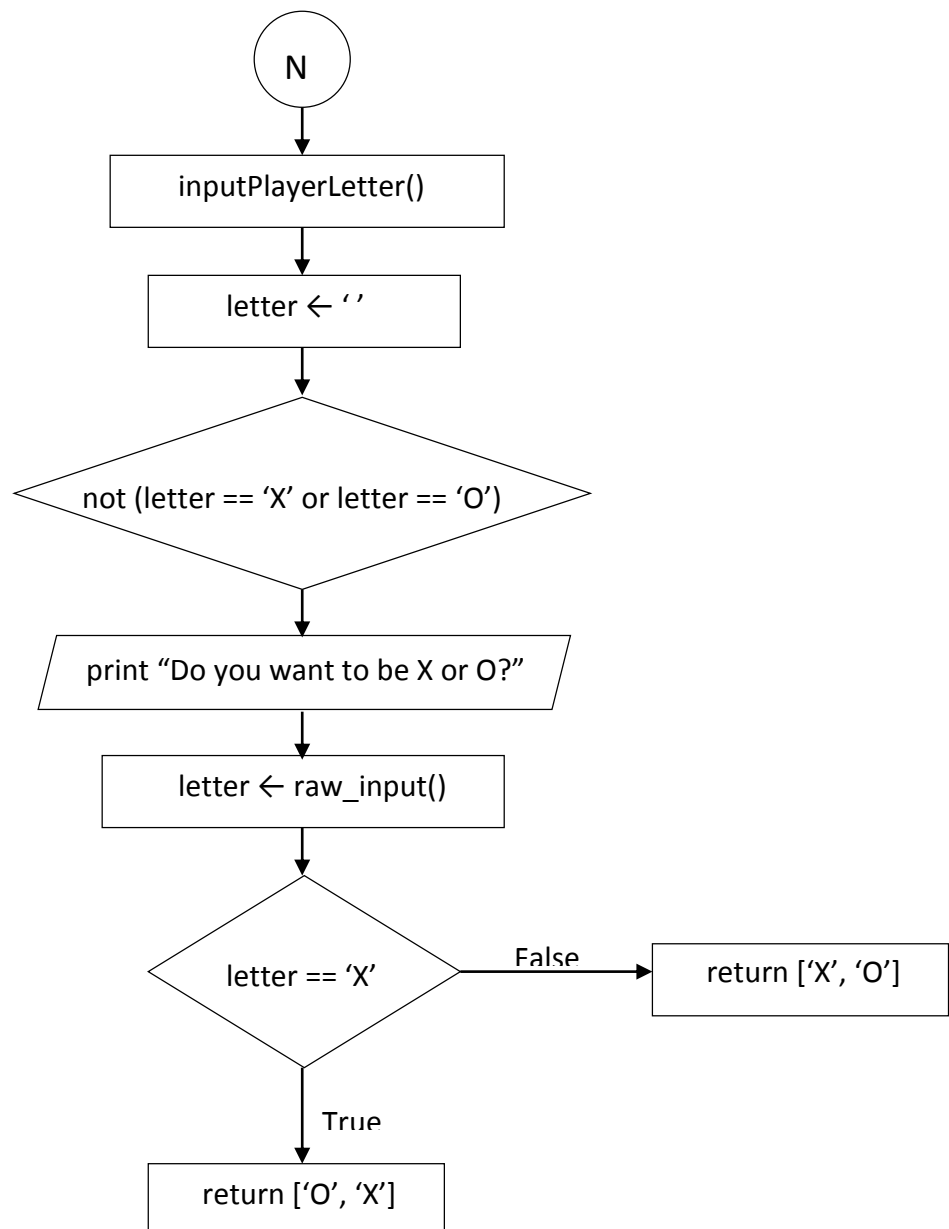 N
inputPlayerLetter()
letter ← ‘ ’
not (letter == ‘X’ or letter == ‘O’)
print “Do you want to be X or O?”
letter ← raw_input()
letter == ‘X’
False
return [‘X’, ‘O’]
True
return [‘O’, ‘X’]